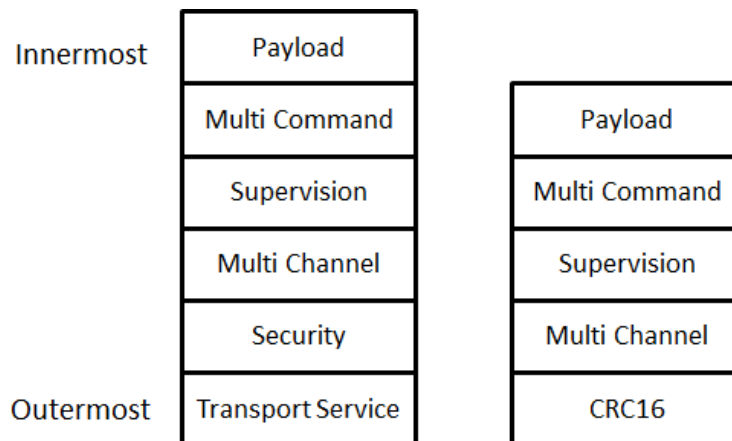 Innermost
Payload
Multi Command
Payload
Supervision
Multi Command
Multi Channel
Supervision
Security
Multi Channel
Outermost
Transport Service
CRC16